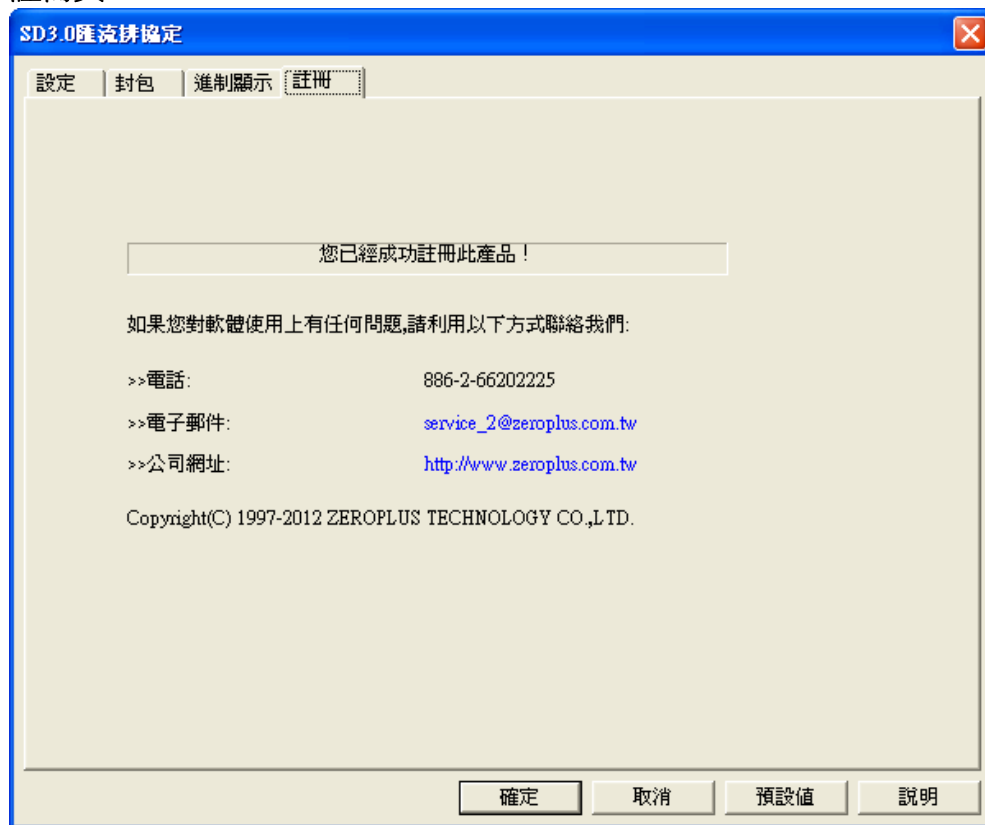 SD3.0匯流排協定
設定 封包 進制顯示 註冊
您已經成功註冊此產品！
如果您對軟體使用上有任何問題,請利用以下方式聯絡我們:
>>電話: 886-2-66202225
>>電子郵件: service_2@zeroplus.com.tw
>>公司網址: http://www.zeroplus.com.tw
Copyright(C) 1997-2012 ZEROPLUS TECHNOLOGY CO.,LTD.
確定 取消 預設值 說明